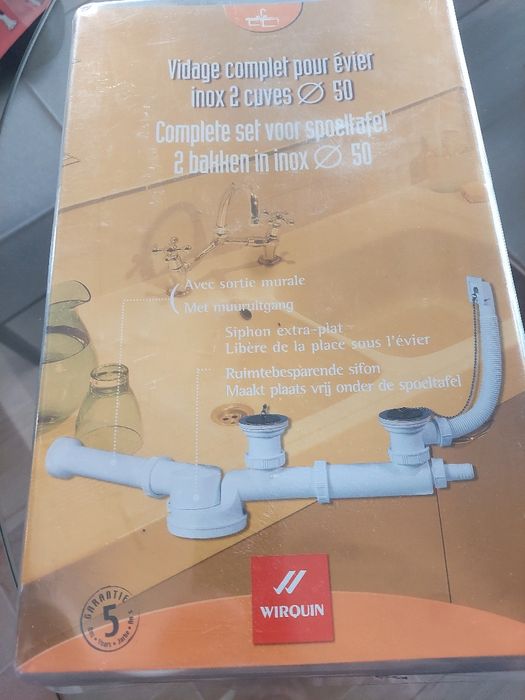 Vidage complet pour évier
inox 2 cuves Ø 50
Complete set voor spoeltafel
2 bakken in inox Ø 50
Avec sortie murale
Met muuruitgang
Siphon extra-plat
Libère de la place sous l'évier
Ruimtebesparende sifon
Maakt plaats vrij onder de spoeltafel
GARANTIE
5
WIRQUIN